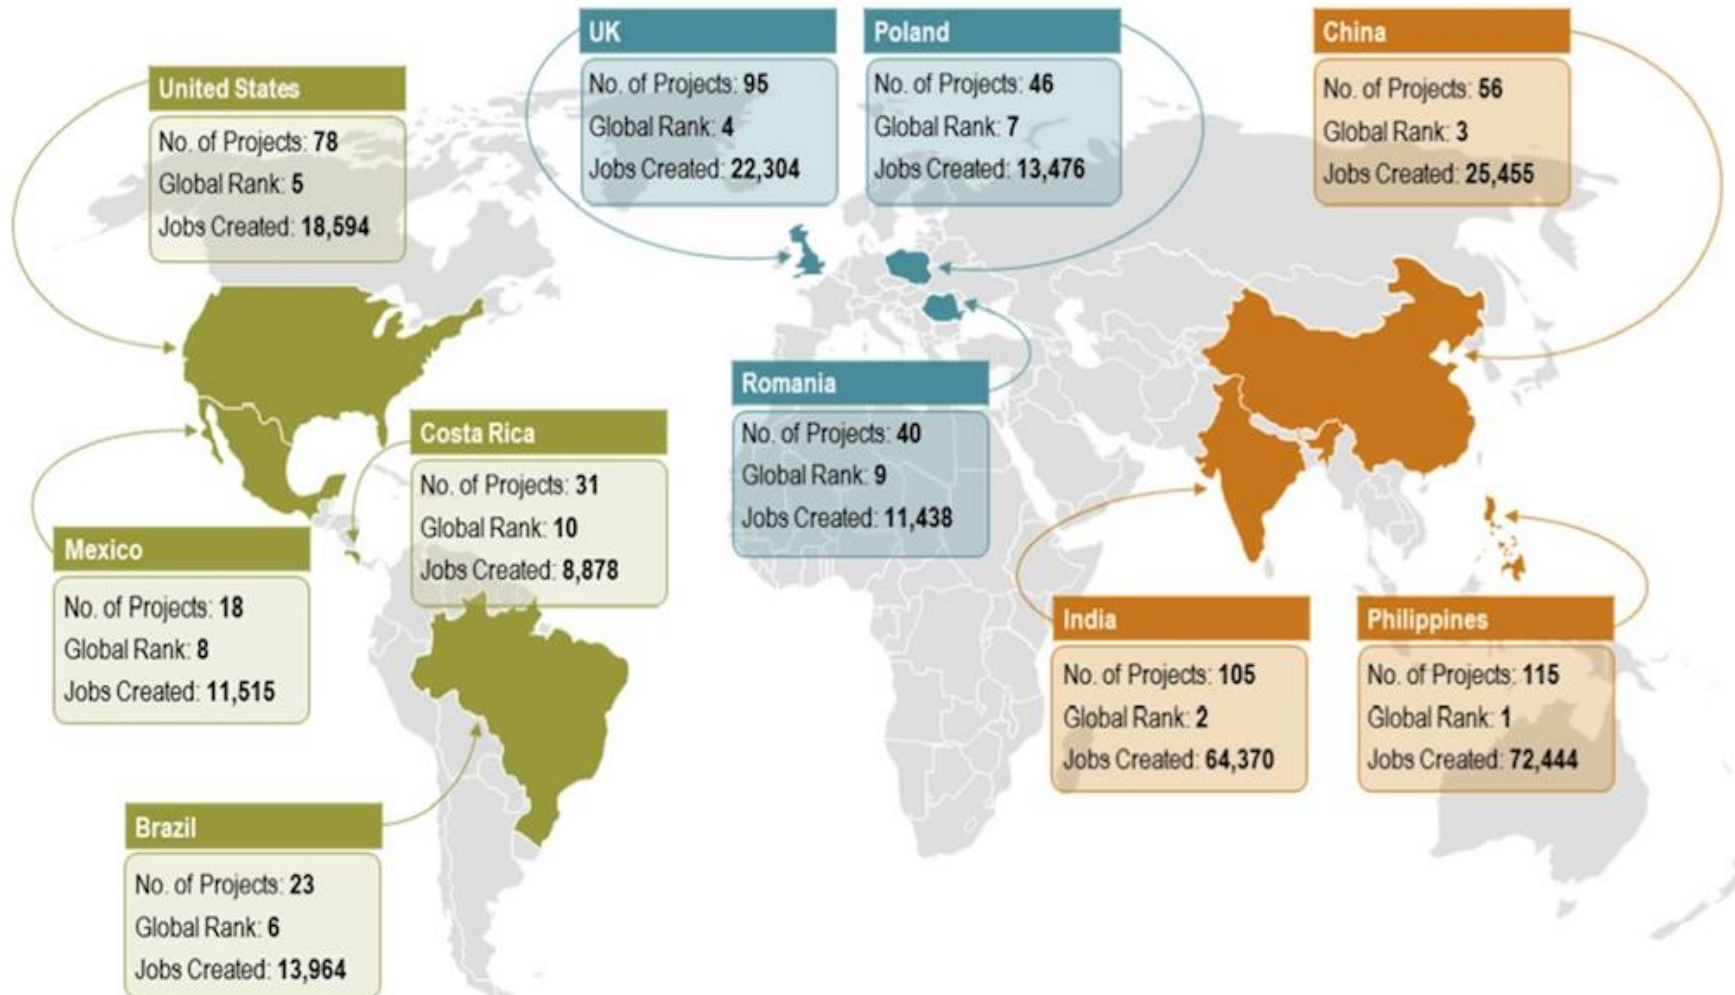 United States
No. of Projects: 78
Global Rank: 5
Jobs Created: 18,594
UK
No. of Projects: 95
Global Rank: 4
Jobs Created: 22,304
Poland
No. of Projects: 46
Global Rank: 7
Jobs Created: 13,476
China
No. of Projects: 56
Global Rank: 3
Jobs Created: 25,455
Romania
No. of Projects: 40
Global Rank: 9
Jobs Created: 11,438
Costa Rica
No. of Projects: 31
Global Rank: 10
Jobs Created: 8,878
Mexico
No. of Projects: 18
Global Rank: 8
Jobs Created: 11,515
India
No. of Projects: 105
Global Rank: 2
Jobs Created: 64,370
Philippines
No. of Projects: 115
Global Rank: 1
Jobs Created: 72,444
Brazil
No. of Projects: 23
Global Rank: 6
Jobs Created: 13,964